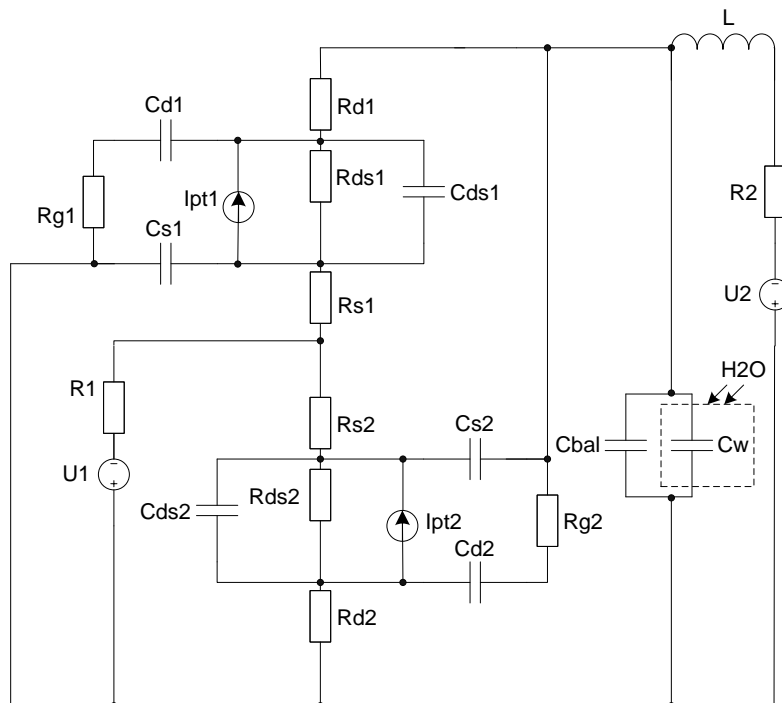 L
Cd1
Rd1
Rds1
Ipt1
Cds1
Rg1
Cs1
R2
Rs1
U2
−
+
H2O
R1
Rs2
Cs2
Cbal
Cw
U1
−
+
Cds2
Rds2
Ipt2
Rg2
Cd2
Rd2